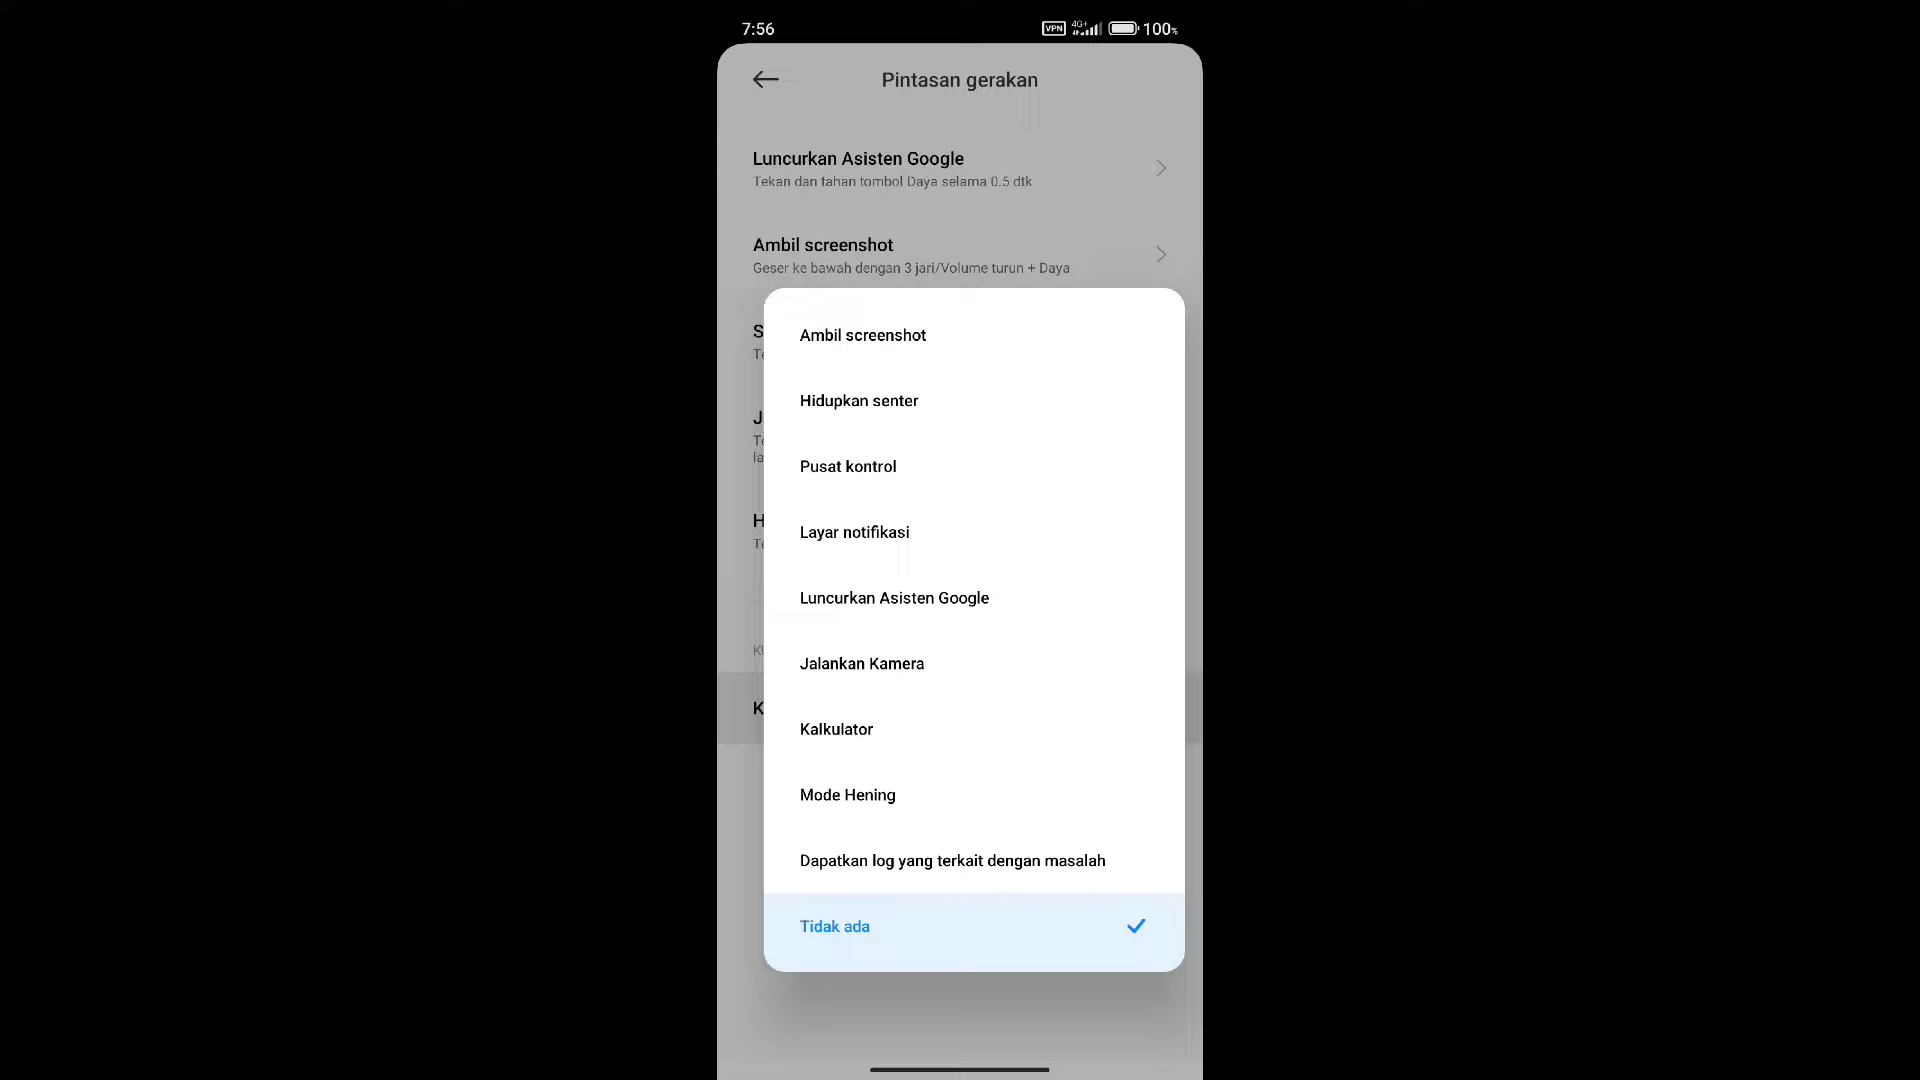 7:56
VPN 4G+ 100%
Pintasan gerakan
Luncurkan Asisten Google
Tekan dan tahan tombol Daya selama 0.5 dtk
Ambil screenshot
Geser ke bawah dengan 3 jari/Volume turun + Daya
Ambil screenshot
Hidupkan senter
Pusat kontrol
Layar notifikasi
Luncurkan Asisten Google
Jalankan Kamera
Kalkulator
Mode Hening
Dapatkan log yang terkait dengan masalah
Tidak ada